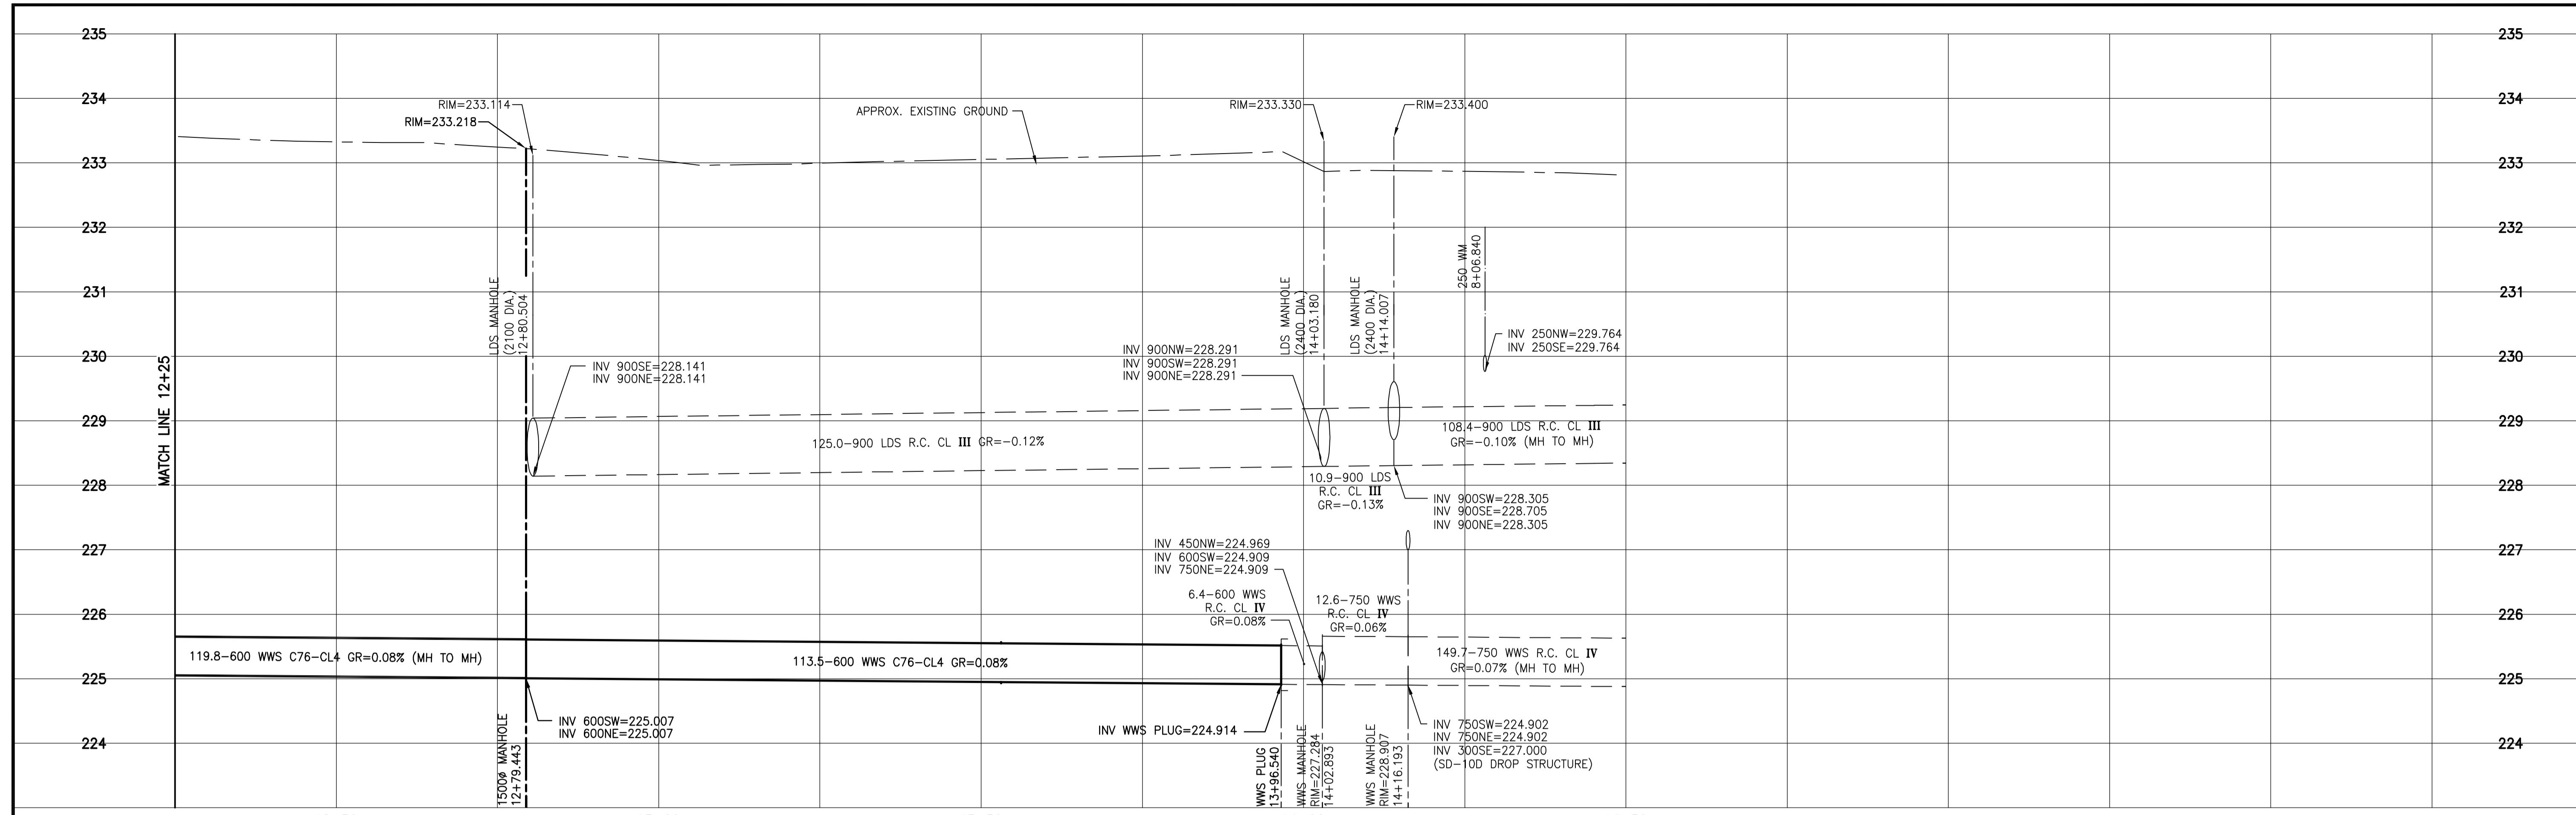 235
235
234
234
233
233
232
232
231
231
230
230
229
229
228
228
227
227
226
226
225
225
224
224
MATCH LINE 12+25
RIM=233.114
RIM=233.218
APPROX. EXISTING GROUND
RIM=233.330
RIM=233.400
LDS MANHOLE
(2100 DIA.)
12+80.504
LDS MANHOLE
(2400 DIA.)
14+03.180
LDS MANHOLE
(2400 DIA.)
14+14.007
250 WM
8+06.840
INV 250NW=229.764
INV 250SE=229.764
INV 900SE=228.141
INV 900NE=228.141
INV 900NW=228.291
INV 900SW=228.291
INV 900NE=228.291
125.0-900 LDS R.C. CL III GR=-0.12%
108.4-900 LDS R.C. CL III
GR=-0.10% (MH TO MH)
10.9-900 LDS
R.C. CL III
GR=-0.13%
INV 900SW=228.305
INV 900SE=228.705
INV 900NE=228.305
INV 450NW=224.969
INV 600SW=224.909
INV 750NE=224.909
6.4-600 WWS
R.C. CL IV
GR=0.08%
12.6-750 WWS
R.C. CL IV
GR=0.06%
119.8-600 WWS C76-CL4 GR=0.08% (MH TO MH)
113.5-600 WWS C76-CL4 GR=0.08%
149.7-750 WWS R.C. CL IV
GR=0.07% (MH TO MH)
INV 600SW=225.007
INV 600NE=225.007
INV WWS PLUG=224.914
INV 750SW=224.902
INV 750NE=224.902
INV 300SE=227.000
(SD-10D DROP STRUCTURE)
1500ø MANHOLE
12+79.443
WWS PLUG
13+96.540
WWS MANHOLE
RIM=227.284
14+02.893
WWS MANHOLE
RIM=228.907
14+16.193